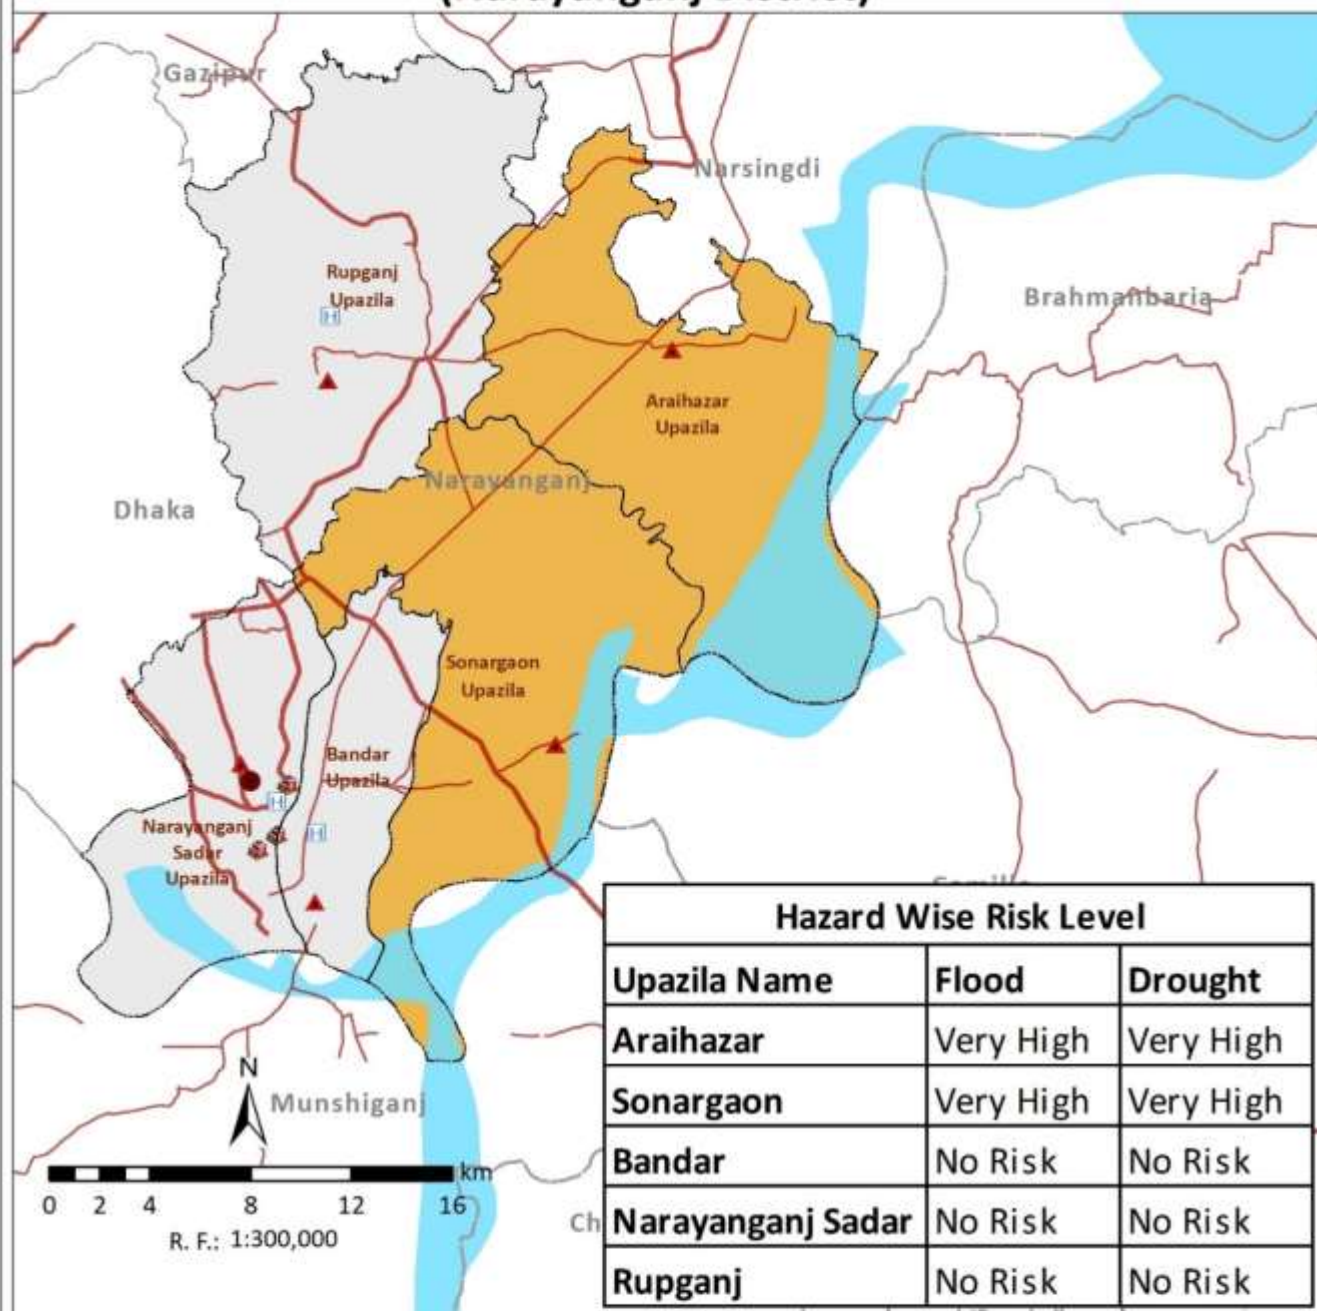 Gazipur
Narsingdi
Rupganj
Upazila
H
Brahmanbaria
Araihazar
Upazila
Narayanganj
Dhaka
Sonargaon
Upazila
Bandar
Upazila
H
H
Narayanganj
Sadar
Upazila
N
Munshiganj
km
0 2 4 8 12 16
R. F.: 1:300,000
Ch
Hazard Wise Risk Level
Upazila Name Flood Drought
Araihazar Very High Very High
Sonargaon Very High Very High
Bandar No Risk No Risk
Narayanganj Sadar No Risk No Risk
Rupganj No Risk No Risk